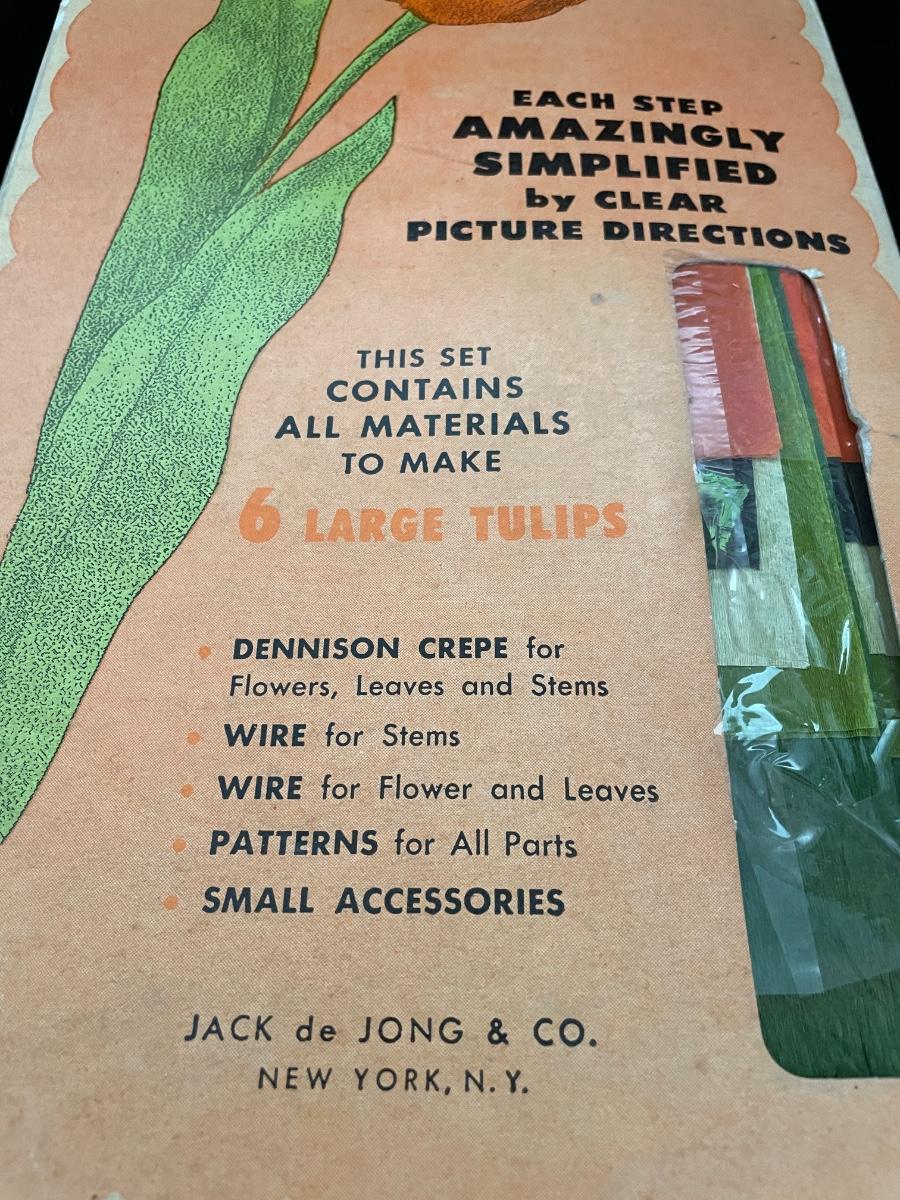 EACH STEP
AMAZINGLY
SIMPLIFIED
by CLEAR
PICTURE DIRECTIONS
THIS SET
CONTAINS
ALL MATERIALS
TO MAKE
6 LARGE TULIPS
• DENNISON CREPE for
Flowers, Leaves and Stems
• WIRE for Stems
• WIRE for Flower and Leaves
• PATTERNS for All Parts
• SMALL ACCESSORIES
JACK de JONG & CO.
NEW YORK, N.Y.